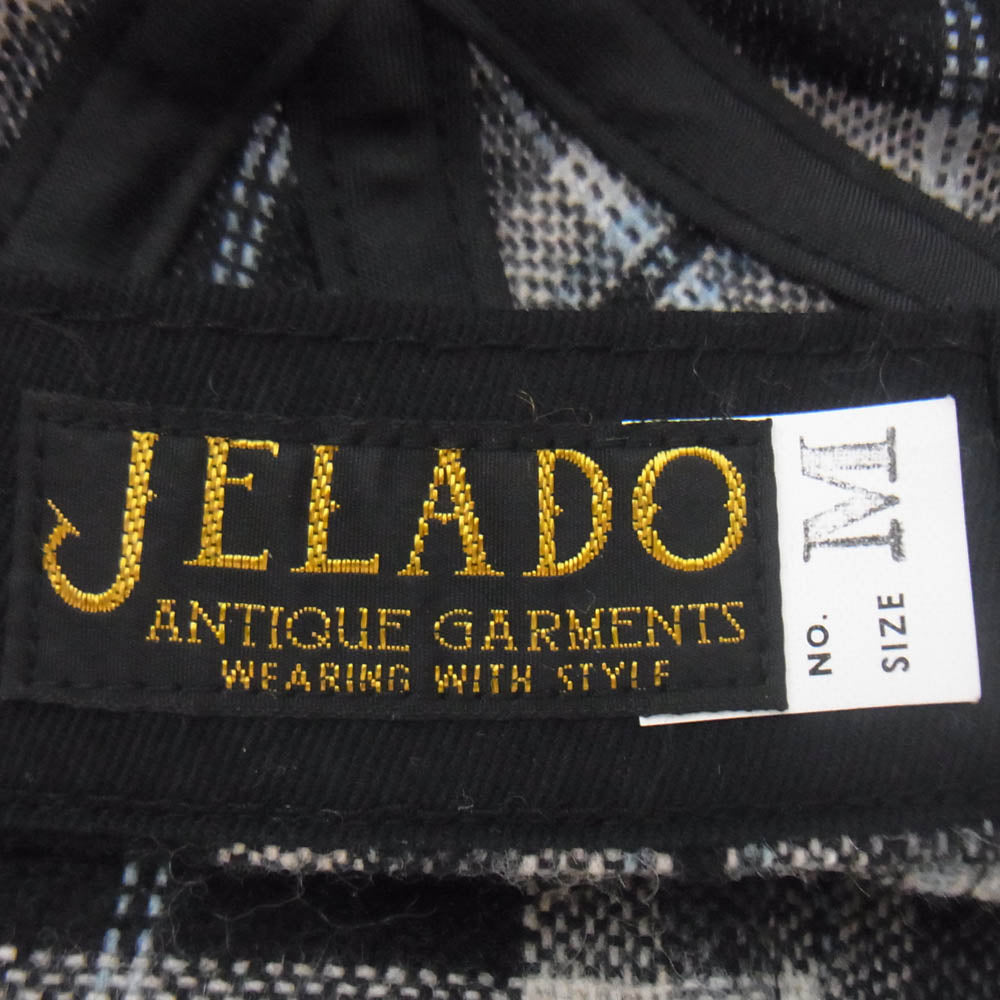 JELADO
ANTIQUE GARMENTS
WEARING WITH STYLE
NO.
SIZE M